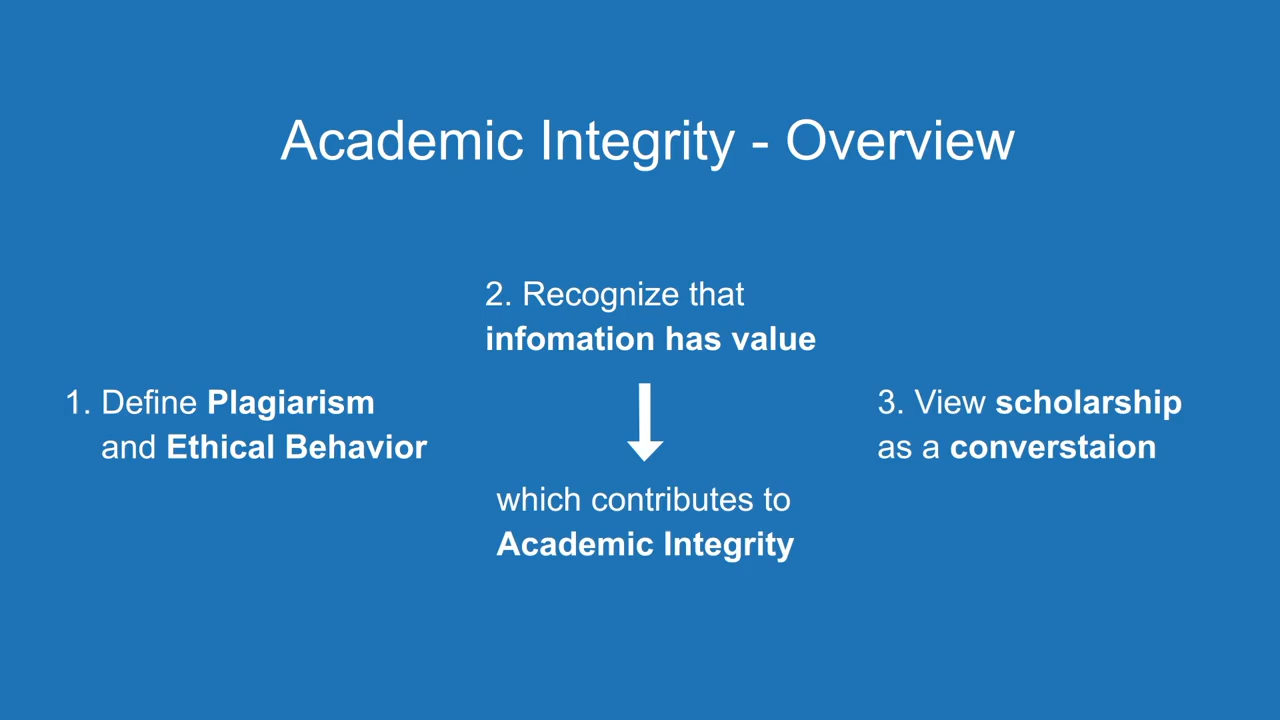 Academic Integrity - Overview
1. Define Plagiarism
and Ethical Behavior
2. Recognize that
infomation has value
which contributes to
Academic Integrity
3. View scholarship
as a converstaion